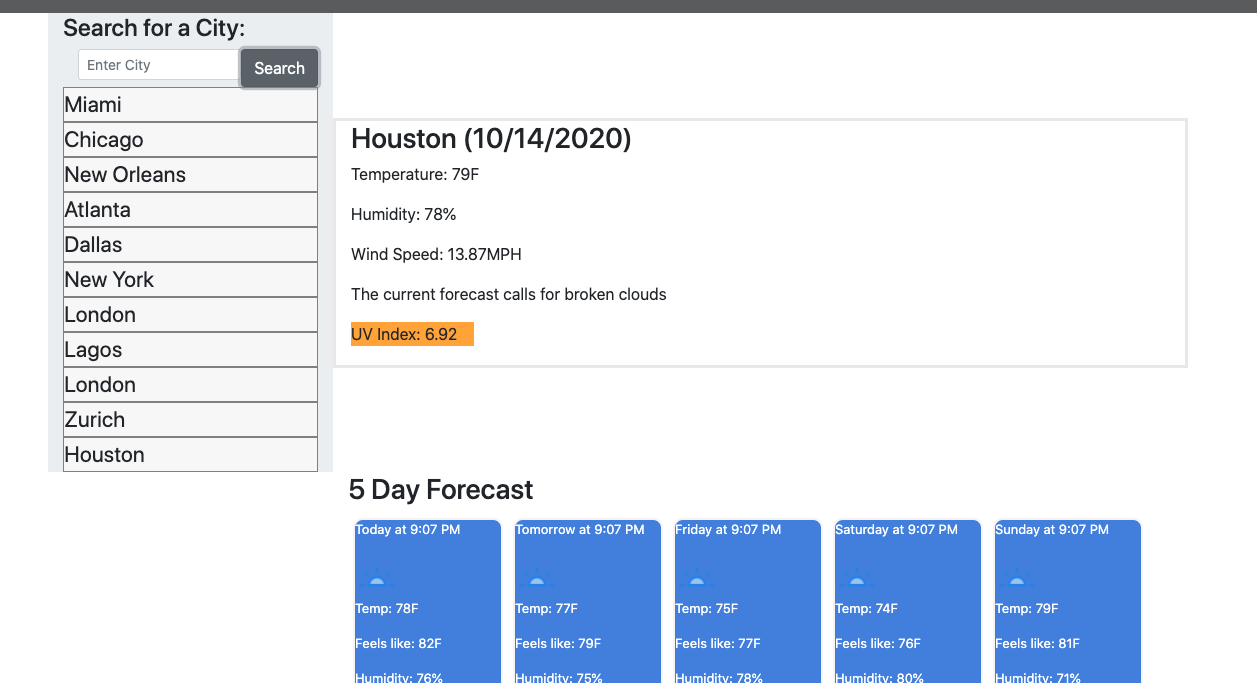 Search for a City:
Enter City
Search
Miami
Chicago
New Orleans
Atlanta
Dallas
New York
London
Lagos
London
Zurich
Houston
Houston (10/14/2020)
Temperature: 79F
Humidity: 78%
Wind Speed: 13.87MPH
The current forecast calls for broken clouds
UV Index: 6.92
5 Day Forecast
Today at 9:07 PM
Temp: 78F
Feels like: 82F
Humidity: 76%
Tomorrow at 9:07 PM
Temp: 77F
Feels like: 79F
Humidity: 75%
Friday at 9:07 PM
Temp: 75F
Feels like: 77F
Humidity: 78%
Saturday at 9:07 PM
Temp: 74F
Feels like: 76F
Humidity: 80%
Sunday at 9:07 PM
Temp: 79F
Feels like: 81F
Humidity: 71%